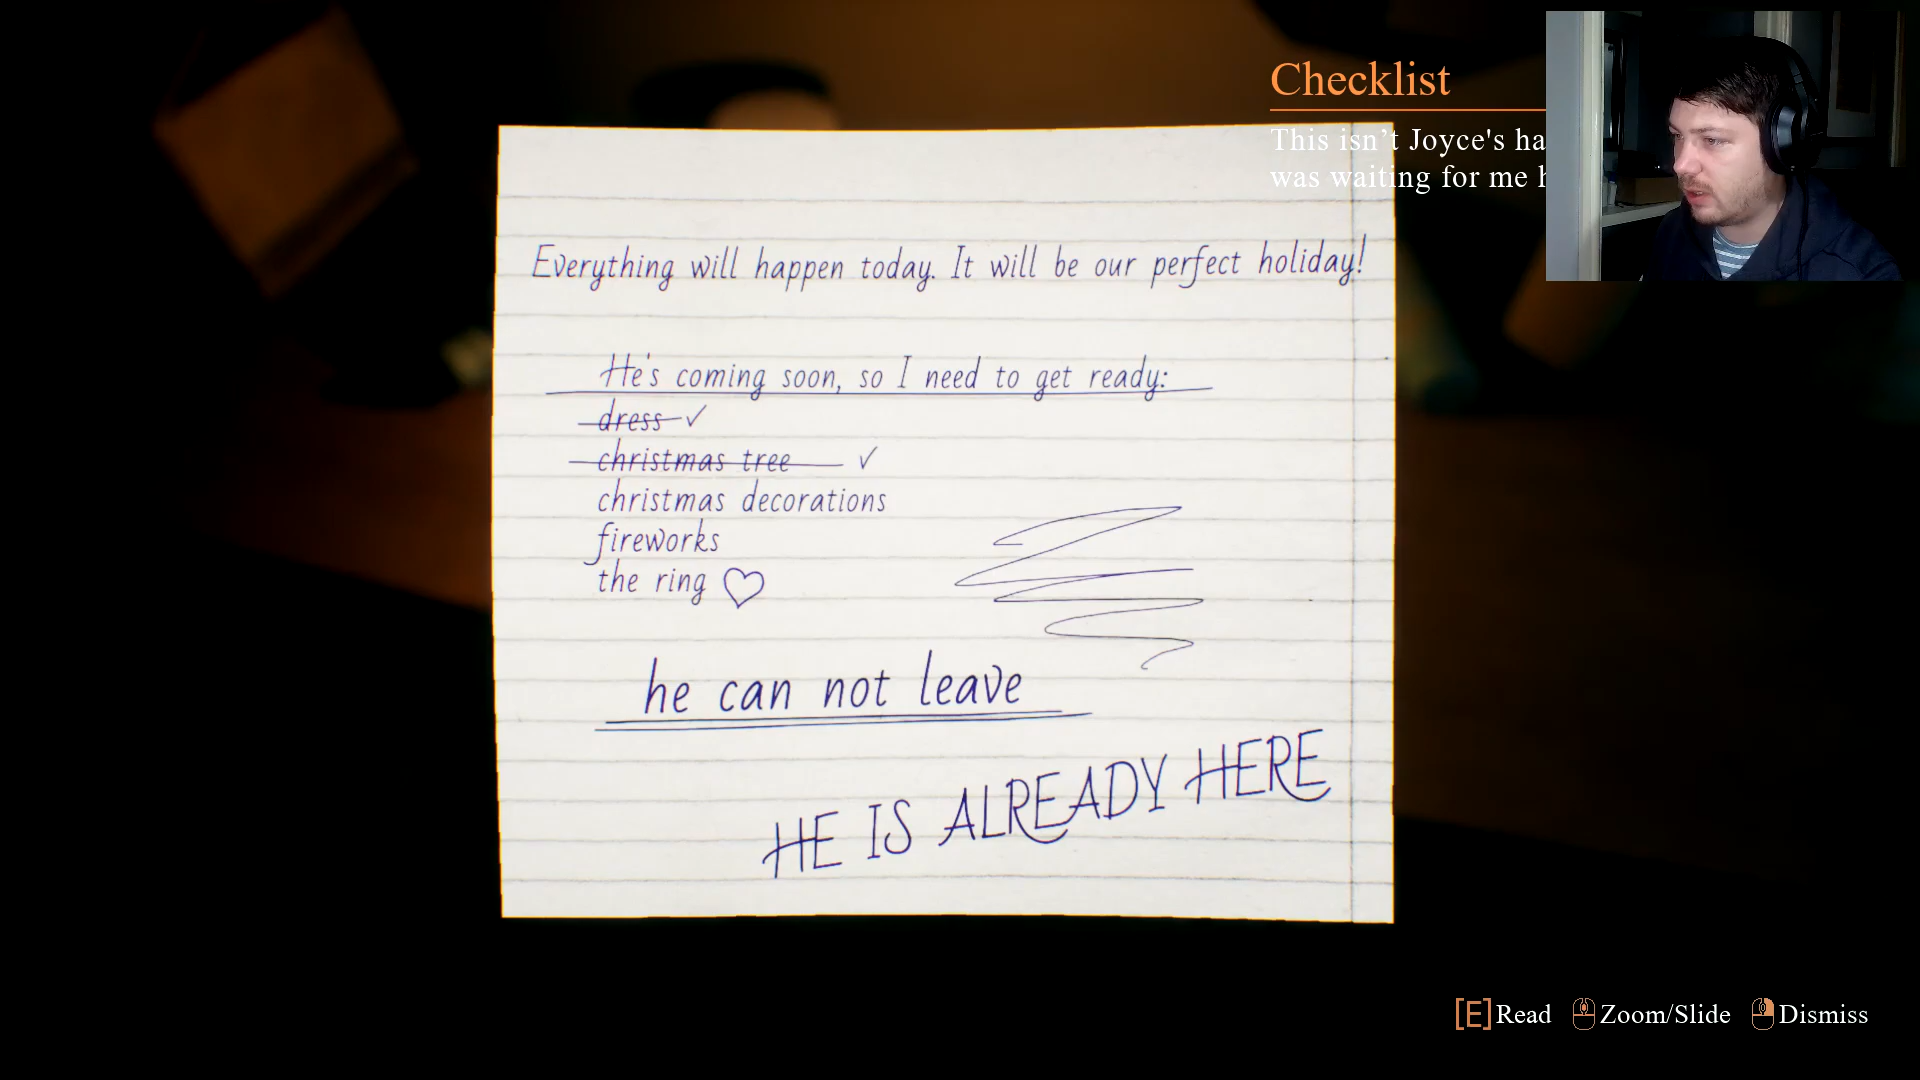 Checklist
This isn't Joyce's ha
was waiting for me h
Everything will happen today. It will be our perfect holiday!
He's coming soon, so I need to get ready:
dress ✓
christmas tree ✓
christmas decorations
fireworks
the ring ♡
he can not leave
HE IS ALREADY HERE
[E] Read Zoom/Slide Dismiss